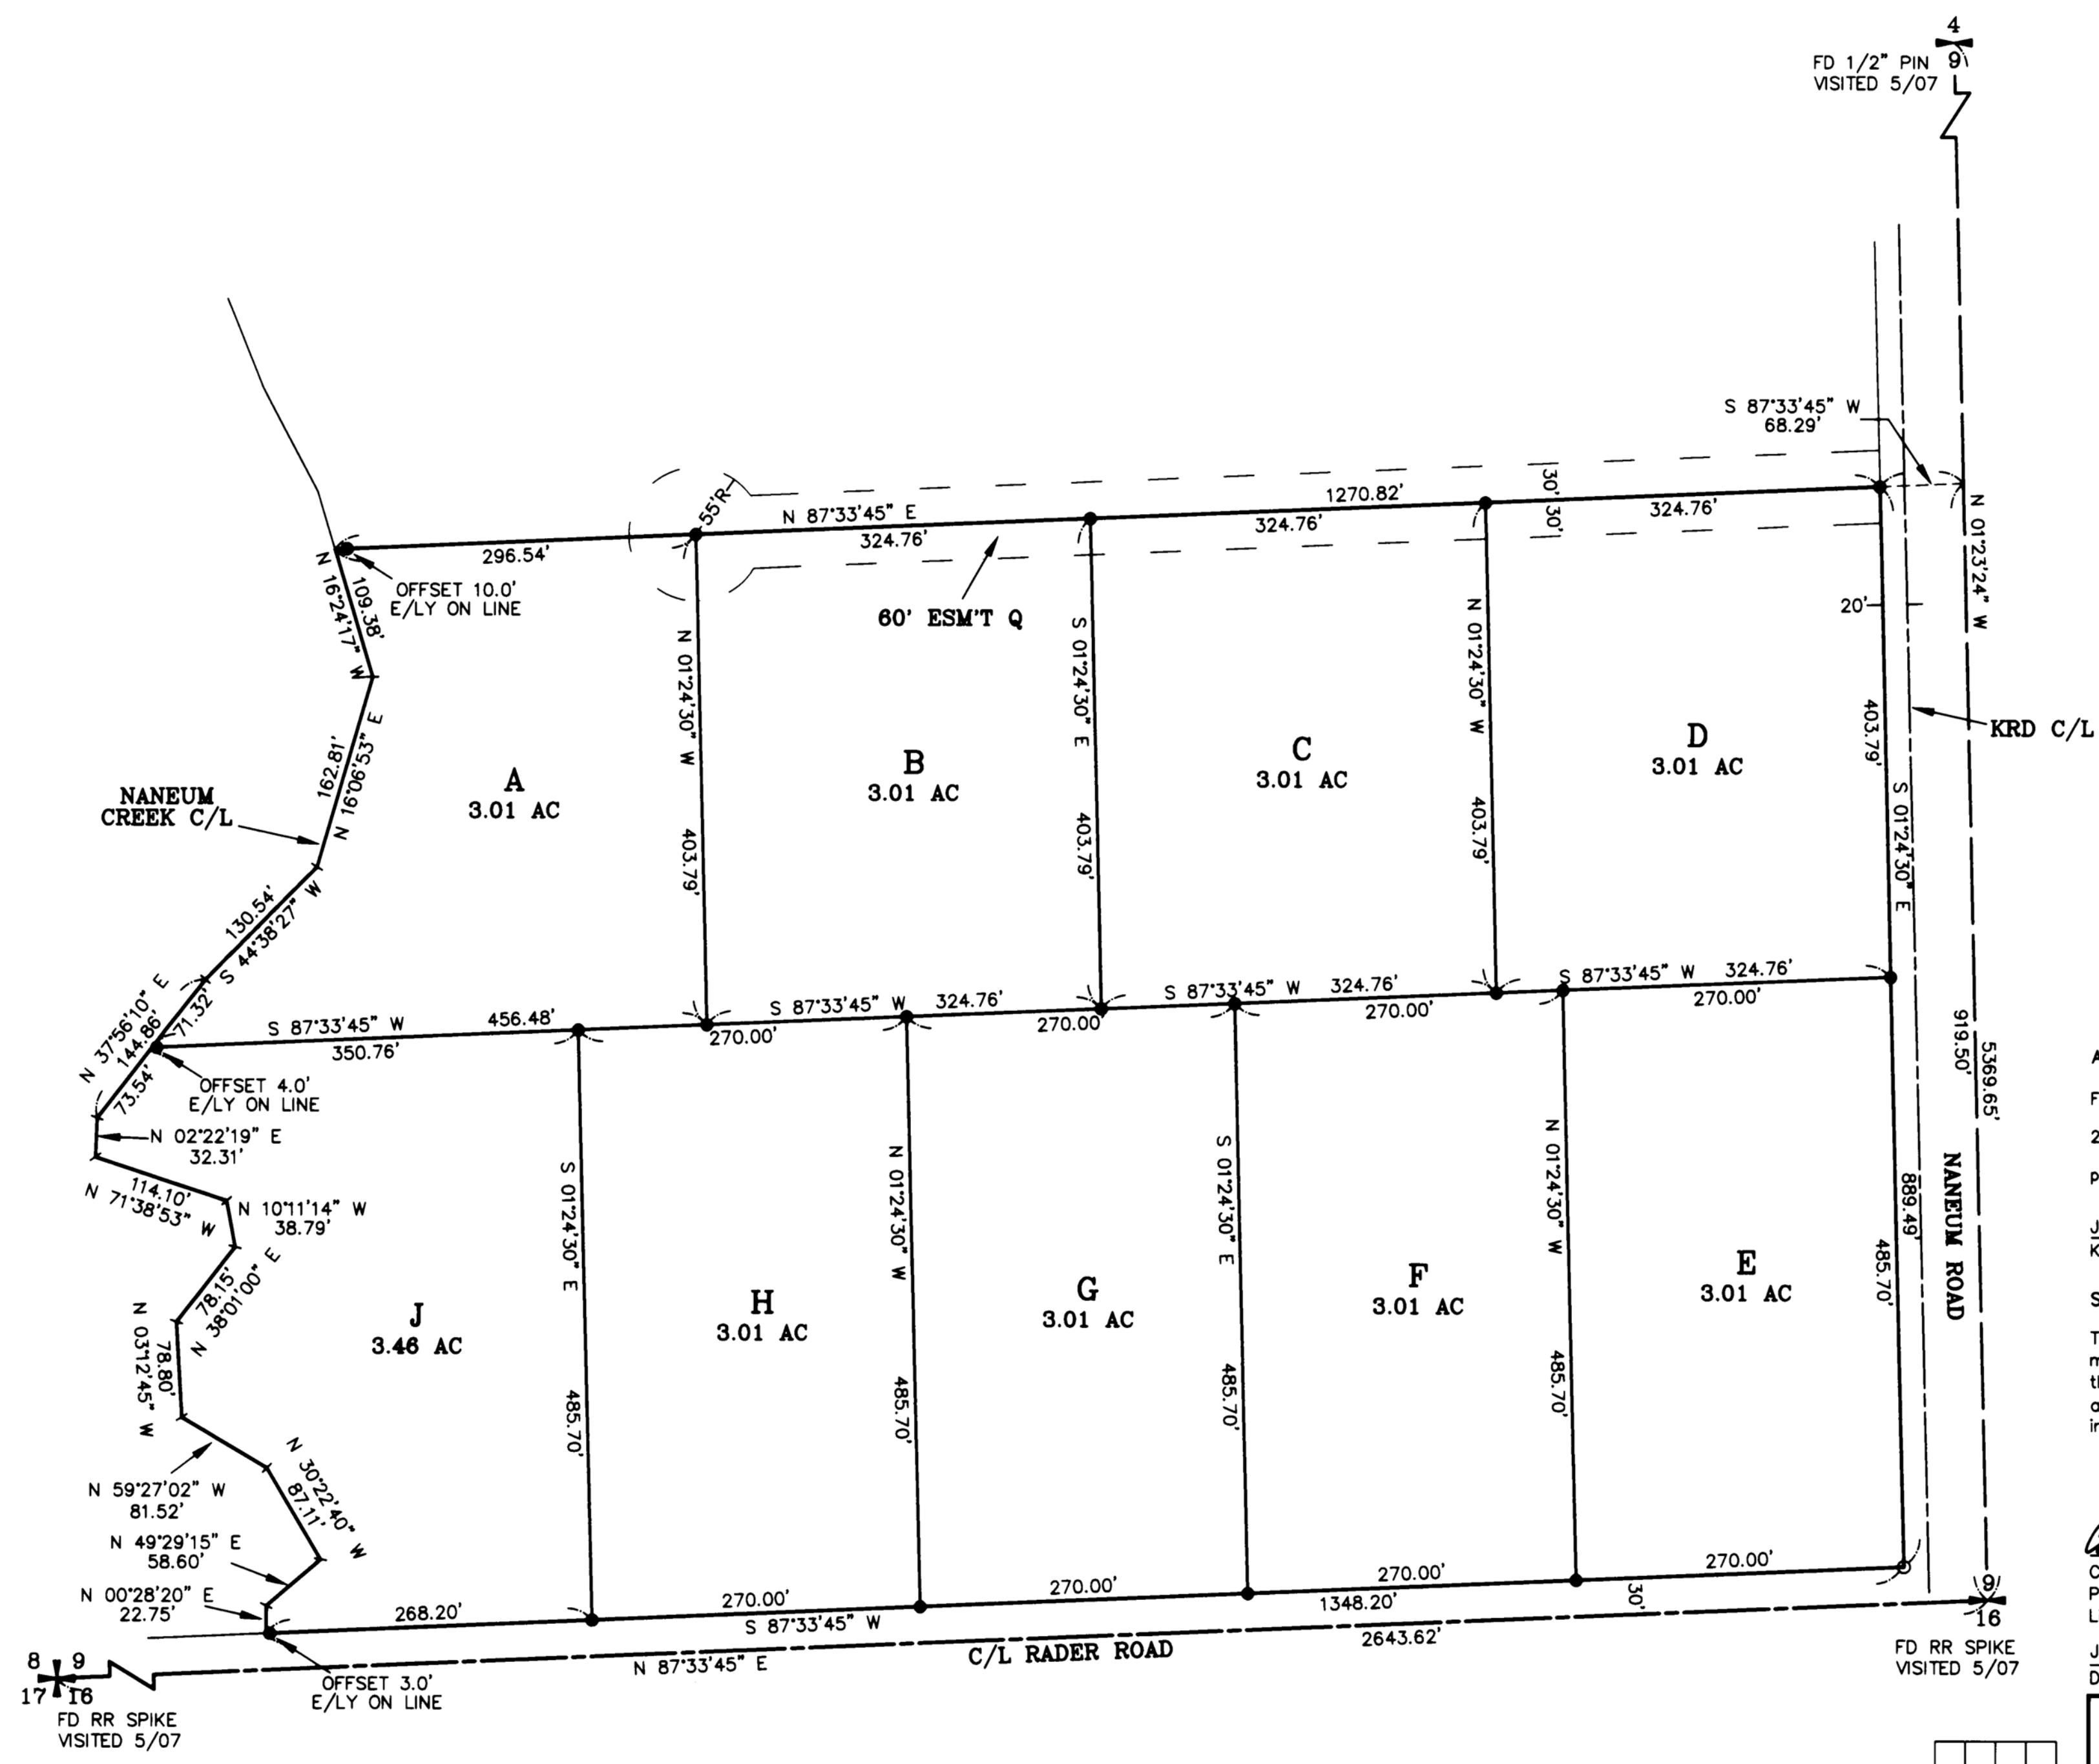 4
FD 1/2" PIN 9
VISITED 5/07
S 87°33'45" W
68.29'
55'R
N 87°33'45" E
1270.82'
30'
30'
296.54'
324.76'
324.76'
324.76'
N 01°23'24" W
OFFSET 10.0'
E/LY ON LINE
60' ESM'T Q
20'
N 16°24'17" W
109.38'
N 01°24'30" W
403.79'
S 01°24'30" E
403.79'
N 01°24'30" W
403.79'
403.79'
S 01°24'30" E
KRD C/L
162.81'
N 16°06'53" E
NANEUM
CREEK C/L
A
3.01 AC
B
3.01 AC
C
3.01 AC
D
3.01 AC
130.54'
S 44°38'27" W
N 37°56'10" E
144.86'
71.32'
73.54'
S 87°33'45" W 456.48'
350.76'
S 87°33'45" W 324.76'
270.00'
270.00'
S 87°33'45" W 324.76'
270.00'
S 87°33'45" W 324.76'
270.00'
OFFSET 4.0'
E/LY ON LINE
919.50'
5369.65'
N 02°22'19" E
32.31'
114.10'
N 71°38'53" W
N 10°11'14" W
38.79'
78.15'
N 38°01'00" E
N 03°12'45" W
78.80'
S 01°24'30" E
485.70'
N 01°24'30" W
485.70'
S 01°24'30" E
485.70'
N 01°24'30" W
485.70'
485.70'
889.49'
NANEUM ROAD
J
3.46 AC
H
3.01 AC
G
3.01 AC
F
3.01 AC
E
3.01 AC
N 59°27'02" W
81.52'
N 30°22'40" W
87.11'
N 49°29'15" E
58.60'
N 00°28'20" E
22.75'
268.20'
270.00'
270.00'
270.00'
270.00'
S 87°33'45" W
1348.20'
30'
9
16
FD RR SPIKE
VISITED 5/07
N 87°33'45" E
C/L RADER ROAD
2643.62'
OFFSET 3.0'
E/LY ON LINE
8 9
17 16
FD RR SPIKE
VISITED 5/07